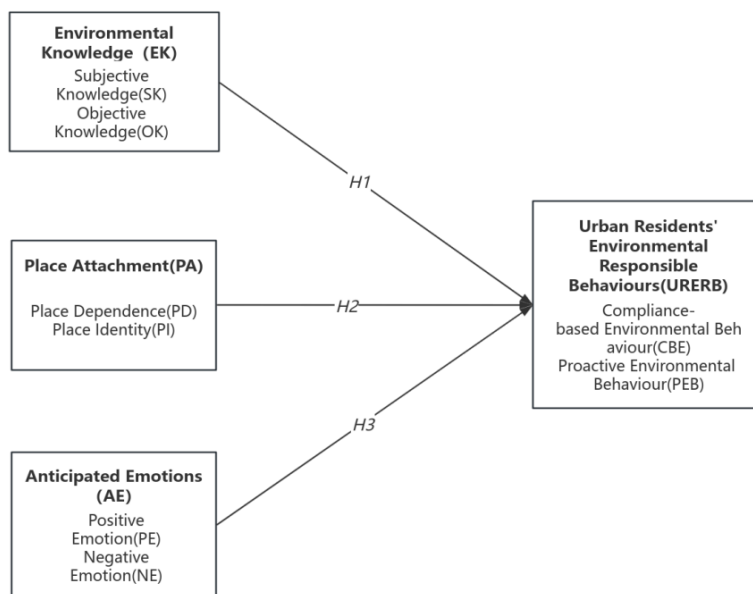 Environmental
Knowledge (EK)
Subjective
Knowledge(SK)
Objective
Knowledge(OK)
H1
Place Attachment(PA)
Place Dependence(PD)
Place Identity(PI)
H2
Urban Residents'
Environmental
Responsible
Behaviours(URERB)
Compliance-
based Environmental Beh
aviour(CBE)
Proactive Environmental
Behaviour(PEB)
H3
Anticipated Emotions
(AE)
Positive
Emotion(PE)
Negative
Emotion(NE)